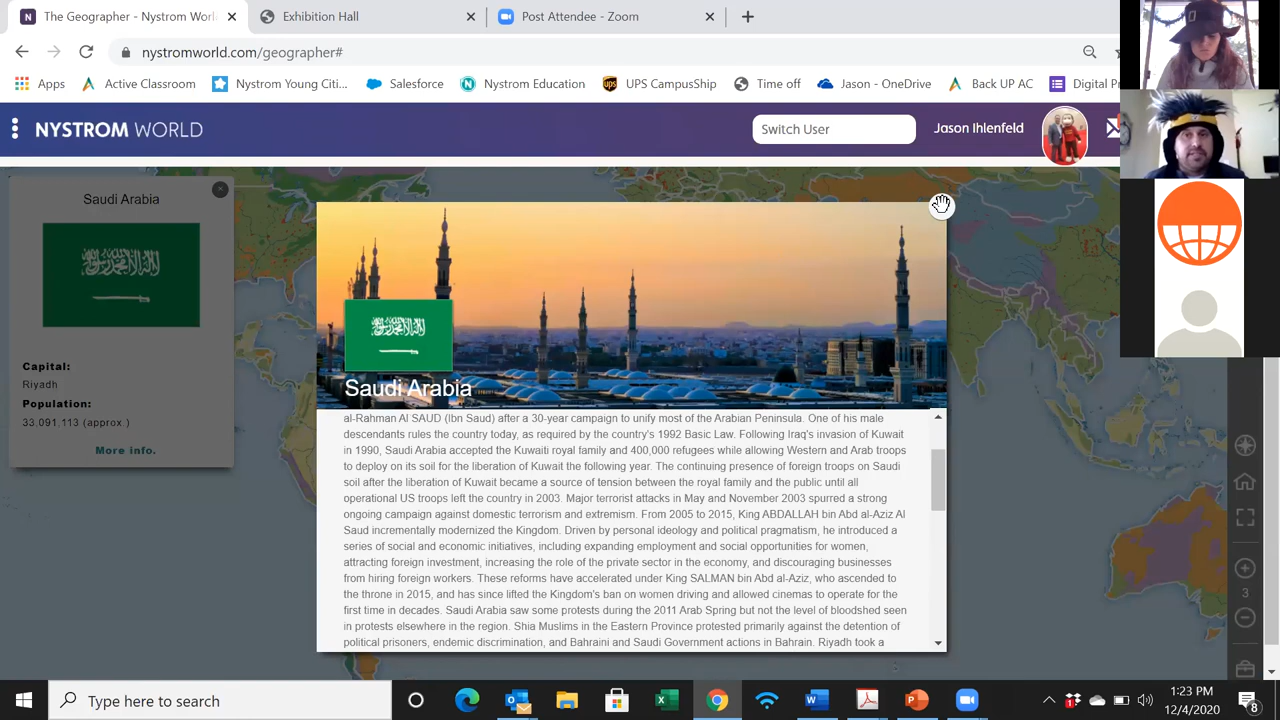 The Geographer - Nystrom Worl
Exhibition Hall
Post Attendee - Zoom
nystromworld.com/geographer#
Apps
Active Classroom
Nystrom Young Citi...
Salesforce
Nystrom Education
UPS CampusShip
Time off
Jason - OneDrive
Back UP AC
Digital Pr
NYSTROM WORLD
Switch User
Jason Ihlenfeld
Saudi Arabia
Capital:
Riyadh
Population:
33,091,113 (approx.)
More info.
Saudi Arabia
al-Rahman Al SAUD (Ibn Saud) after a 30-year campaign to unify most of the Arabian Peninsula. One of his male
descendants rules the country today, as required by the country's 1992 Basic Law. Following Iraq's invasion of Kuwait
in 1990, Saudi Arabia accepted the Kuwaiti royal family and 400,000 refugees while allowing Western and Arab troops
to deploy on its soil for the liberation of Kuwait the following year. The continuing presence of foreign troops on Saudi
soil after the liberation of Kuwait became a source of tension between the royal family and the public until all
operational US troops left the country in 2003. Major terrorist attacks in May and November 2003 spurred a strong
ongoing campaign against domestic terrorism and extremism. From 2005 to 2015, King ABDALLAH bin Abd al-Aziz Al
Saud incrementally modernized the Kingdom. Driven by personal ideology and political pragmatism, he introduced a
series of social and economic initiatives, including expanding employment and social opportunities for women,
attracting foreign investment, increasing the role of the private sector in the economy, and discouraging businesses
from hiring foreign workers. These reforms have accelerated under King SALMAN bin Abd al-Aziz, who ascended to
the throne in 2015, and has since lifted the Kingdom's ban on women driving and allowed cinemas to operate for the
first time in decades. Saudi Arabia saw some protests during the 2011 Arab Spring but not the level of bloodshed seen
in protests elsewhere in the region. Shia Muslims in the Eastern Province protested primarily against the detention of
political prisoners, endemic discrimination, and Bahraini and Saudi Government actions in Bahrain. Riyadh took a
3
Type here to search
1:23 PM
12/4/2020
8